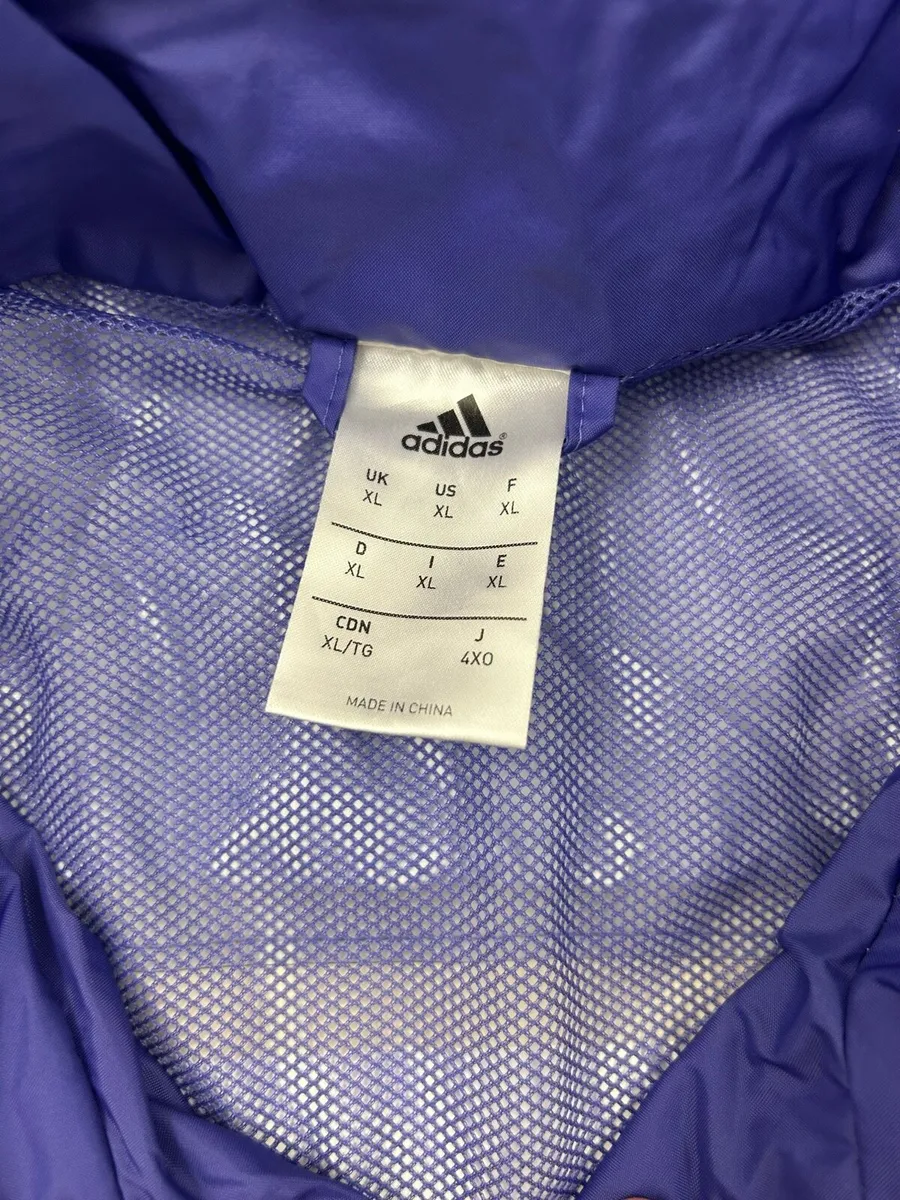 adidas®
UK US F
XL XL XL
D I E
XL XL XL
CDN J
XL/TG 4XO
MADE IN CHINA